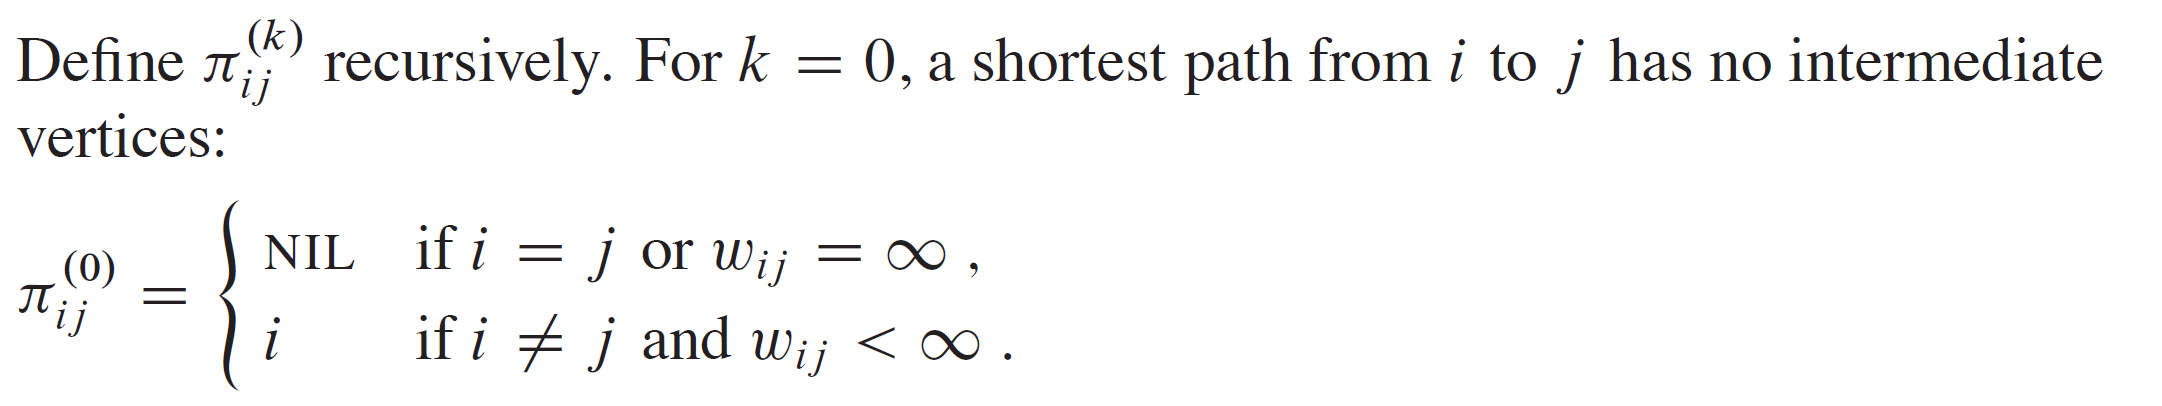 Define π_{ij}^{(k)} recursively. For k = 0, a shortest path from i to j has no intermediate
vertices:
π_{ij}^{(0)} = { NIL if i = j or w_{ij} = ∞ ,
i if i ≠ j and w_{ij} < ∞ .